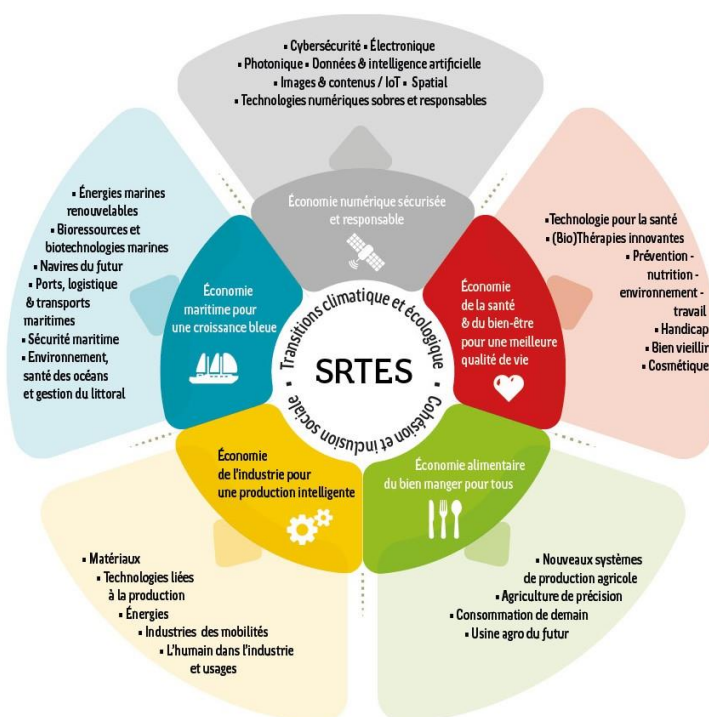 ▪ Cybersécurité ▪ Électronique
▪ Photonique ▪ Données & intelligence artificielle
▪ Images & contenus / IoT ▪ Spatial
▪ Technologies numériques sobres et responsables
Économie numérique sécurisée
et responsable
▪ Énergies marines
renouvelables
▪ Bioressources et
biotechnologies marines
▪ Navires du futur
▪ Ports, logistique
& transports
maritimes
▪ Sécurité maritime
▪ Environnement,
santé des océans
et gestion du littoral
Économie
maritime pour
une croissance bleue
▪Technologie pour la santé
▪ (Bio)Thérapies innovantes
▪ Prévention -
nutrition -
environnement -
travail
▪ Handicap
▪ Bien vieillir
▪ Cosmétique
Économie
de la santé
& du bien-être
pour une meilleure
qualité de vie
Transitions climatique et écologique
SRTES
▪ Cohésion et inclusion sociale ▪
Économie
de l'industrie pour
une production intelligente
Économie alimentaire
du bien manger pour tous
▪ Matériaux
▪ Technologies liées
à la production
▪ Énergies
▪ Industries des mobilités
▪ L'humain dans l'industrie
et usages
▪ Nouveaux systèmes
de production agricole
▪ Agriculture de précision
▪ Consommation de demain
▪ Usine agro du futur